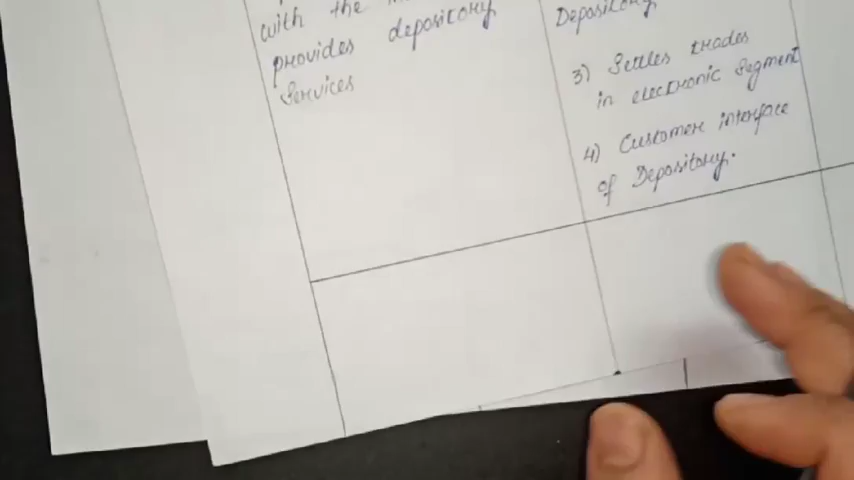 with the
provides depository
Services
Depository
3) Settles trades
in electronic Segment
4) Customer interface
of Depository.